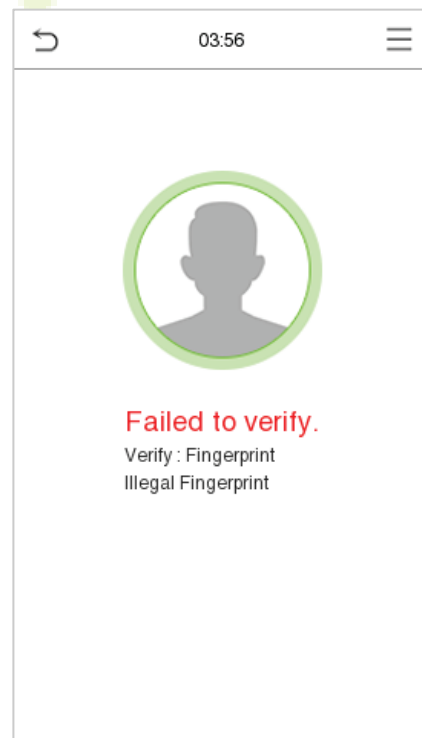 03:56
Failed to verify.
Verify : Fingerprint
Illegal Fingerprint